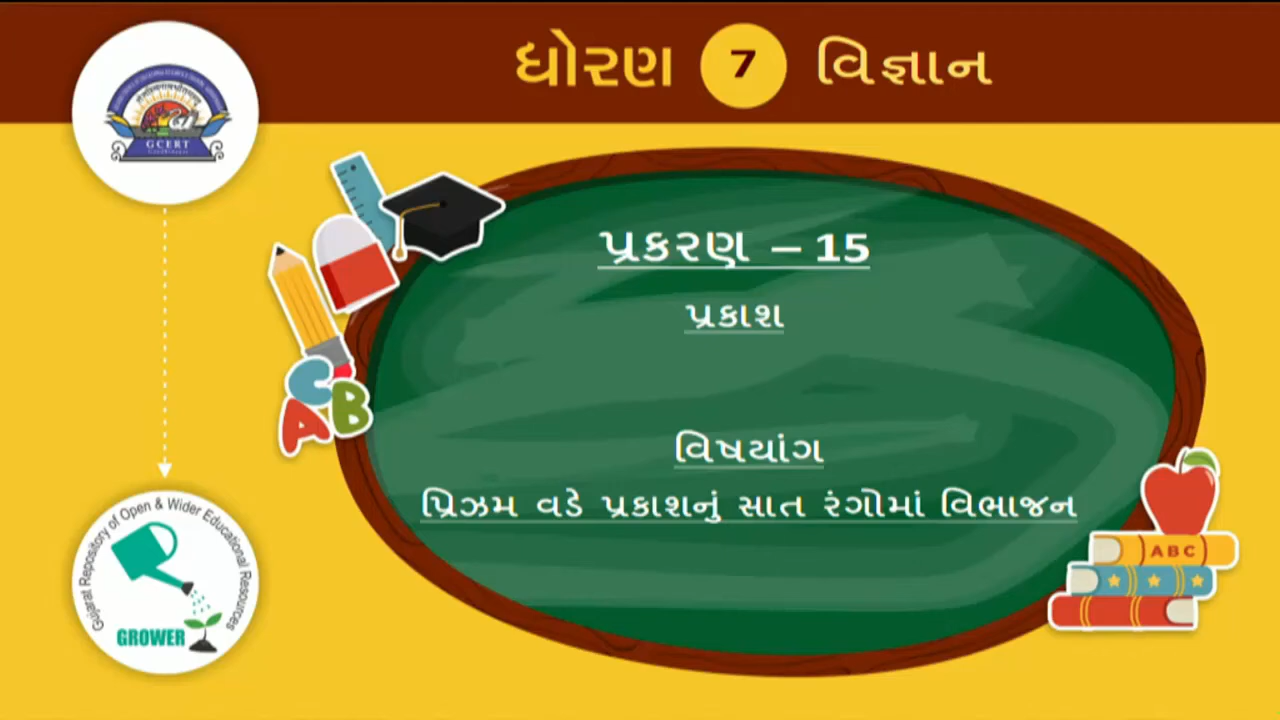 ધોરણ 7 વિજ્ઞાન
GCERT
પ્રકરણ – 15
પ્રકાશ
વિષયાંગ
પ્રિઝમ વડે પ્રકાશનું સાત રંગોમાં વિભાજન
C
A B
ABC
Gujarat Repository of Open & Wider Educational Resources
GROWER